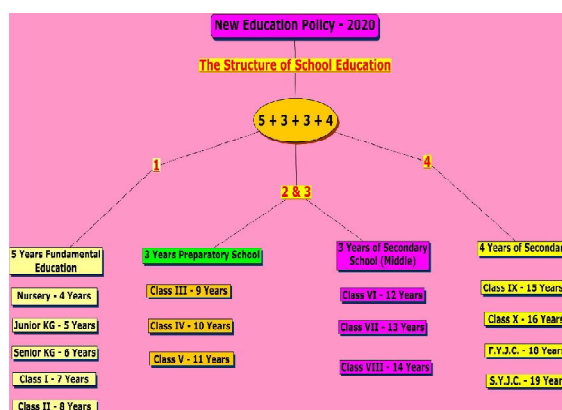 New Education Policy - 2020
The Structure of School Education
5 + 3 + 3 + 4
1
2 & 3
4
5 Years Fundamental
Education
Nursery - 4 Years
Junior KG - 5 Years
Senior KG - 6 Years
Class I - 7 Years
Class II - 8 Years
3 Years Preparatory School
Class III - 9 Years
Class IV - 10 Years
Class V - 11 Years
3 Years of Secondary
School (Middle)
Class VI - 12 Years
Class VII - 13 Years
Class VIII - 14 Years
4 Years of Secondary
Class IX - 15 Years
Class X - 16 Years
F.Y.J.C. - 18 Years
S.Y.J.C. - 19 Years